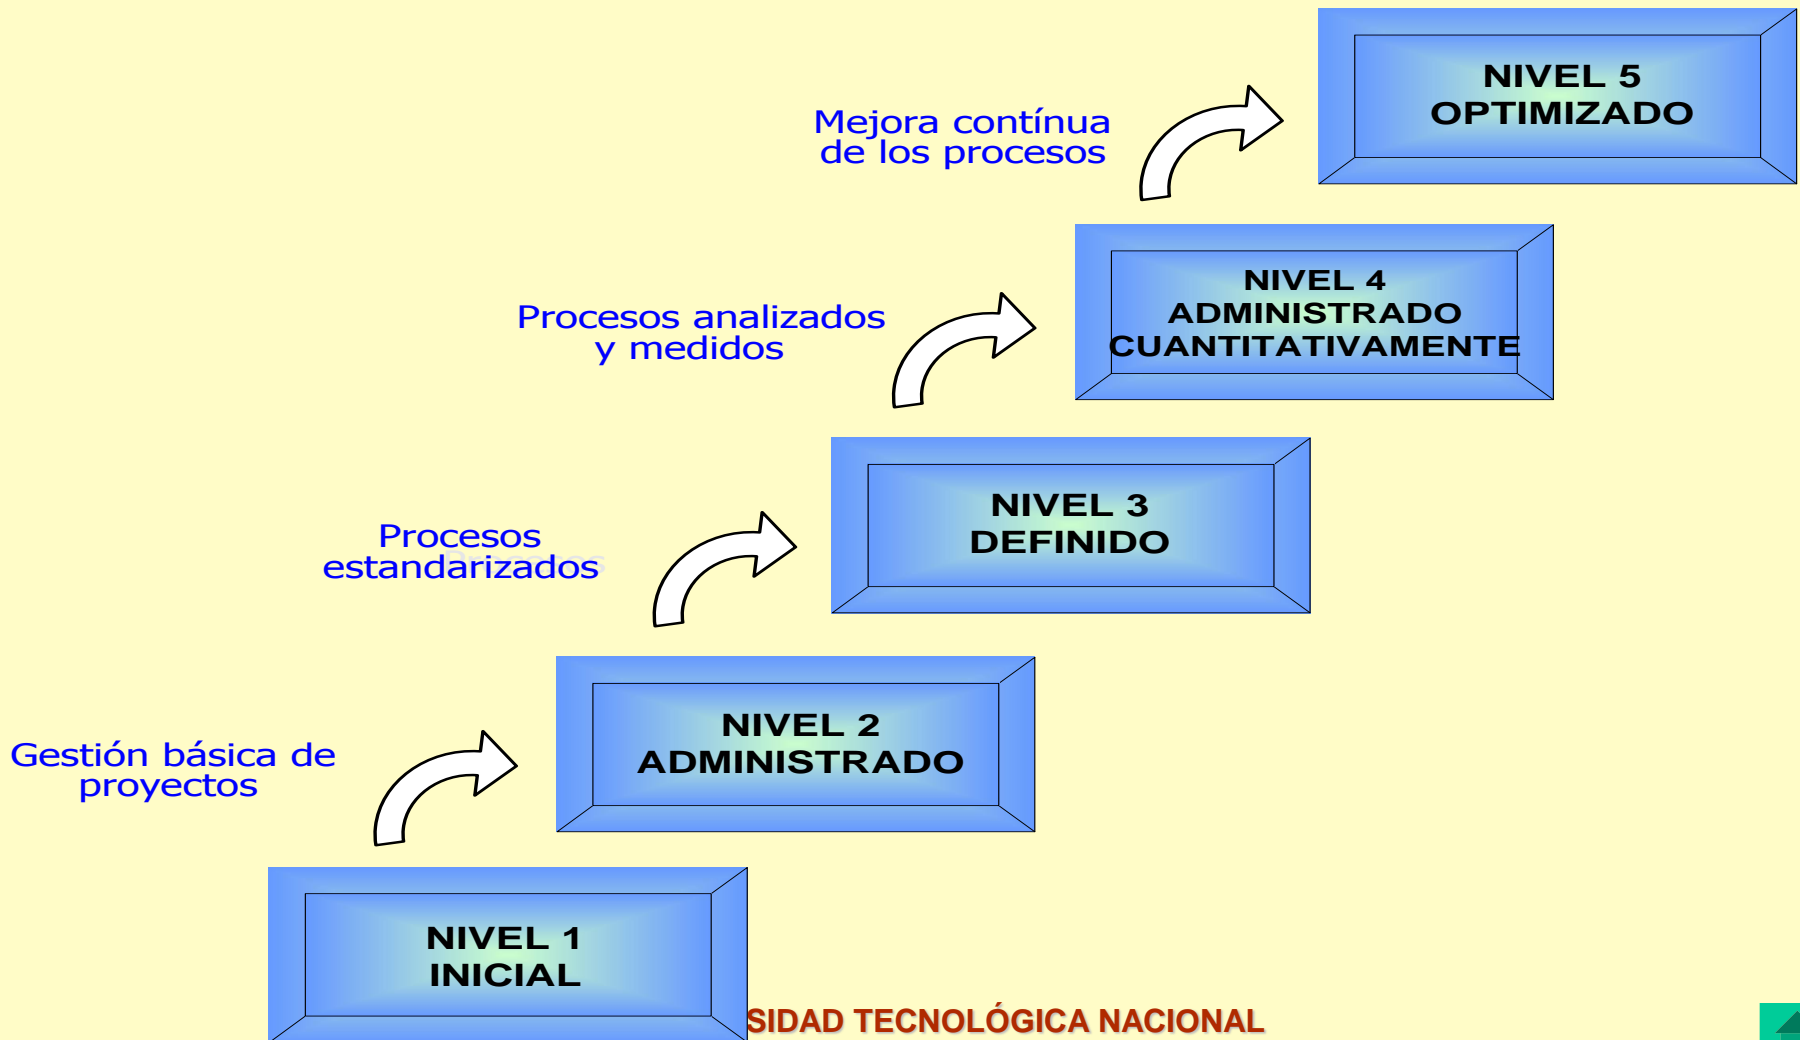 NIVEL 5
OPTIMIZADO
Mejora contínua
de los procesos
NIVEL 4
ADMINISTRADO
CUANTITATIVAMENTE
Procesos analizados
y medidos
NIVEL 3
DEFINIDO
Procesos
estandarizados
NIVEL 2
ADMINISTRADO
Gestión básica de
proyectos
NIVEL 1
INICIAL
SIDAD TECNOLÓGICA NACIONAL